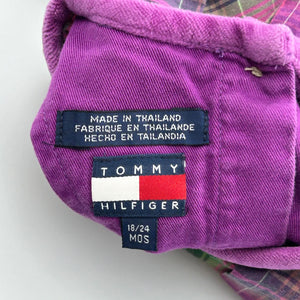 MADE IN THAILAND
FABRIQUE EN THAILANDE
HECHO EN TAILANDIA
TOMMY
HILFIGER
18/24
MOS